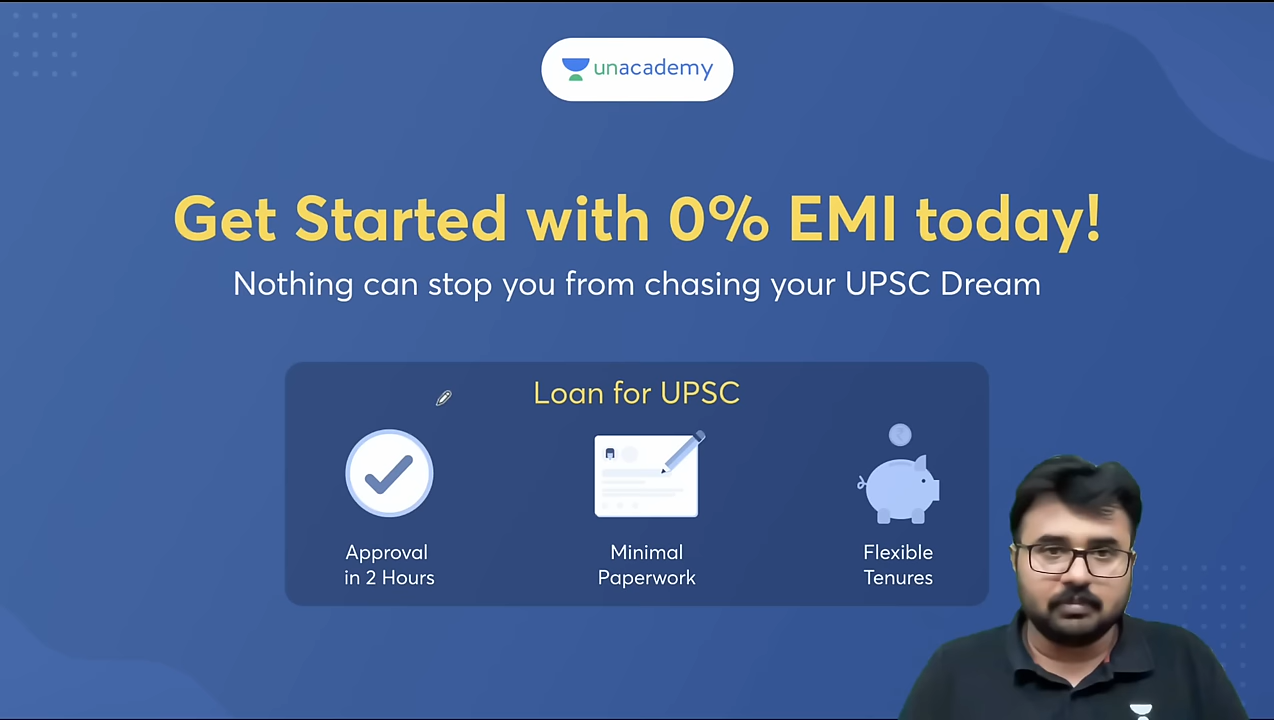 unacademy
Get Started with 0% EMI today!
Nothing can stop you from chasing your UPSC Dream
Loan for UPSC
Approval
in 2 Hours
Minimal
Paperwork
Flexible
Tenures